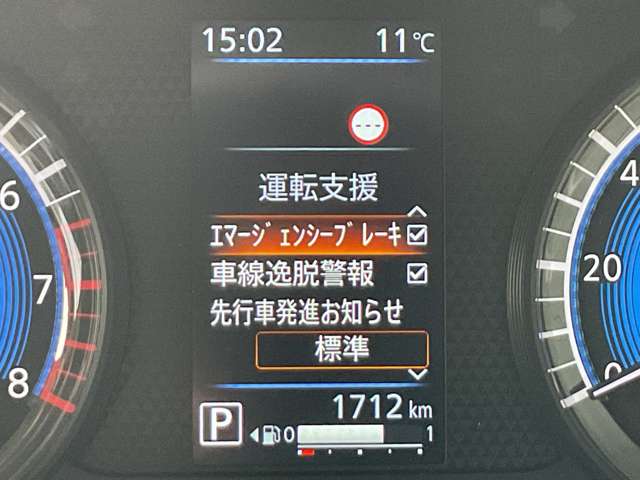 15:02 11℃
---
運転支援
ｴﾏｰｼﾞｪﾝｼｰﾌﾞﾚｰｷ
車線逸脱警報
先行車発進お知らせ
標準
P 1712 km
0 1
6
7
8
4
20
0